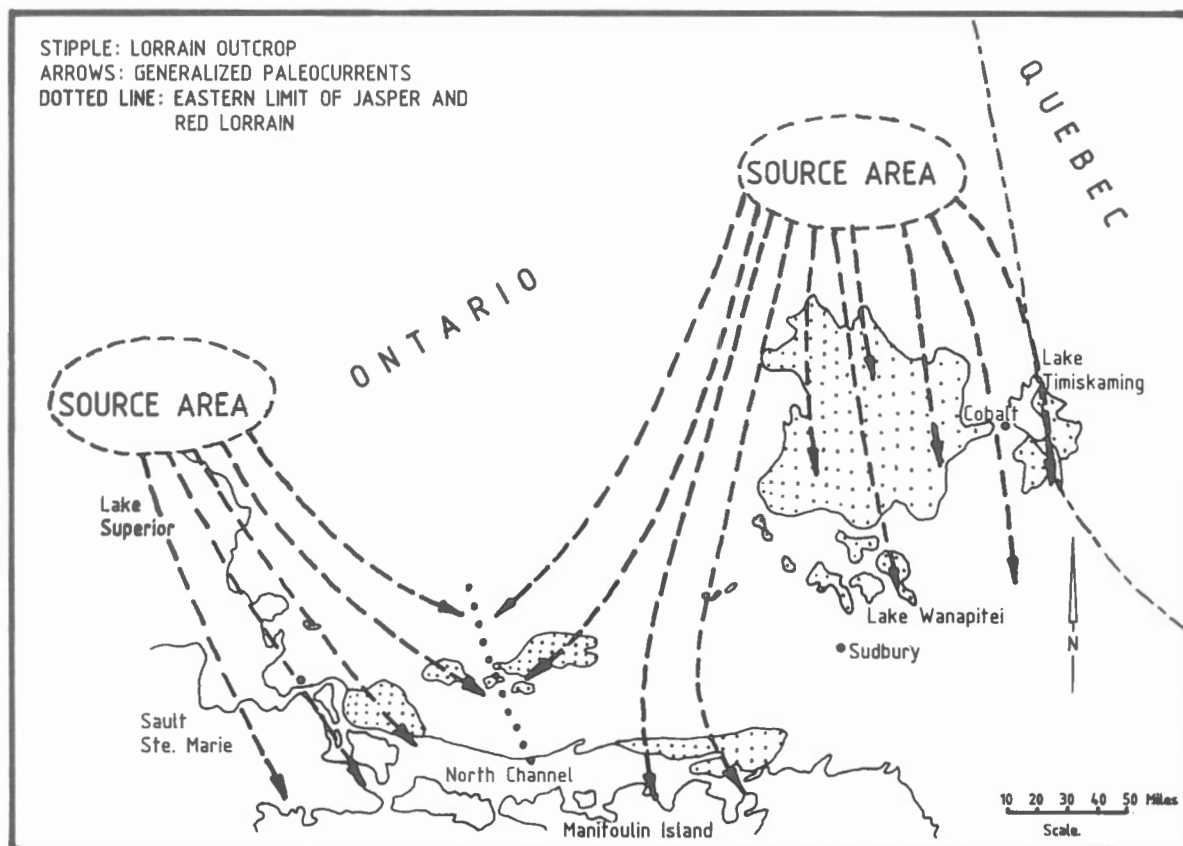 STIPPLE: LORRAIN OUTCROP
ARROWS: GENERALIZED PALEOCURRENTS
DOTTED LINE: EASTERN LIMIT OF JASPER AND
RED LORRAIN
QUEBEC
SOURCE AREA
ONTARIO
SOURCE AREA
Lake
Timiskaming
Cobalt
Lake
Superior
Lake Wanapitei
Sudbury
N
Sault
Ste. Marie
North Channel
Manitoulin Island
10 20 30 40 50 Miles
Scale.